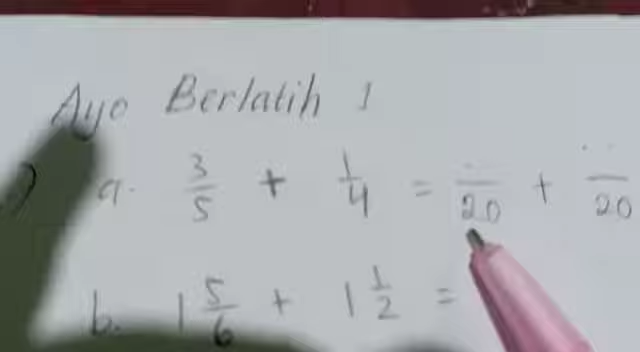 Ayo Berlatih 1
) a. 3/5 + 1/4 = ../20 + ../20
b. 1 5/6 + 1 1/2 =